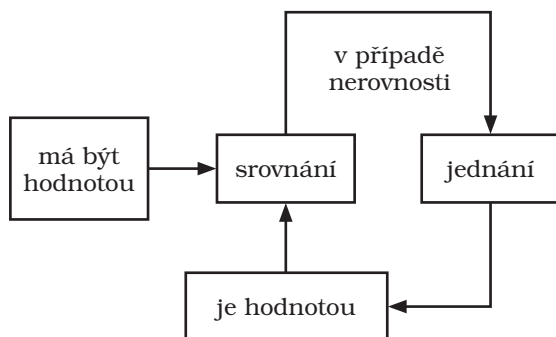 v případě
nerovnosti
má být
hodnotou
srovnání
jednání
je hodnotou